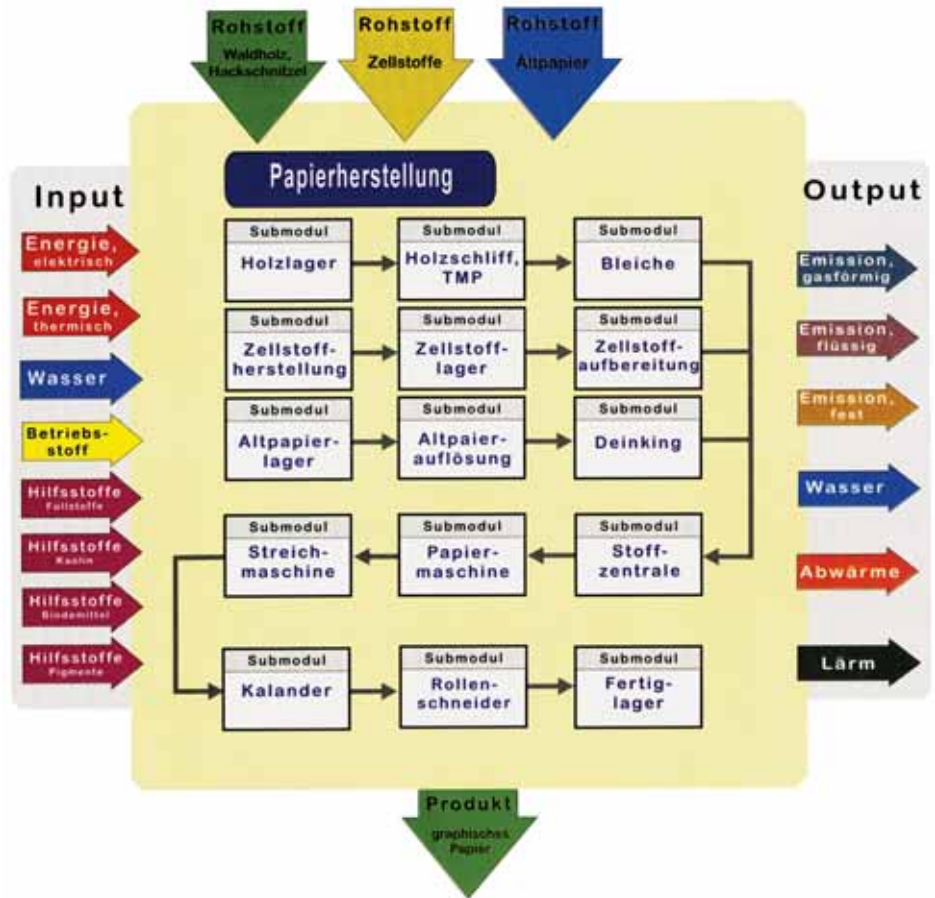 Rohstoff
Waldholz,
Hackschnitzel
Rohstoff
Zellstoffe
Rohstoff
Altpapier
Papierherstellung
Input
Energie,
elektrisch
Energie,
thermisch
Wasser
Betriebs-
stoff
Hilfsstoffe
Füllstoffe
Hilfsstoffe
Kaolin
Hilfsstoffe
Bindemittel
Hilfsstoffe
Pigmente
Submodul
Holzlager
Submodul
Holzschliff,
TMP
Submodul
Bleiche
Submodul
Zellstoff-
herstellung
Submodul
Zellstoff-
lager
Submodul
Zellstoff-
aufbereitung
Submodul
Altpapier-
lager
Submodul
Altpaier-
auflösung
Submodul
Deinking
Submodul
Streich-
maschine
Submodul
Papier-
maschine
Submodul
Stoff-
zentrale
Submodul
Kalander
Submodul
Rollen-
schneider
Submodul
Fertig-
lager
Output
Emission,
gasförmig
Emission,
flüssig
Emission,
fest
Wasser
Abwärme
Lärm
Produkt
graphisches
Papier